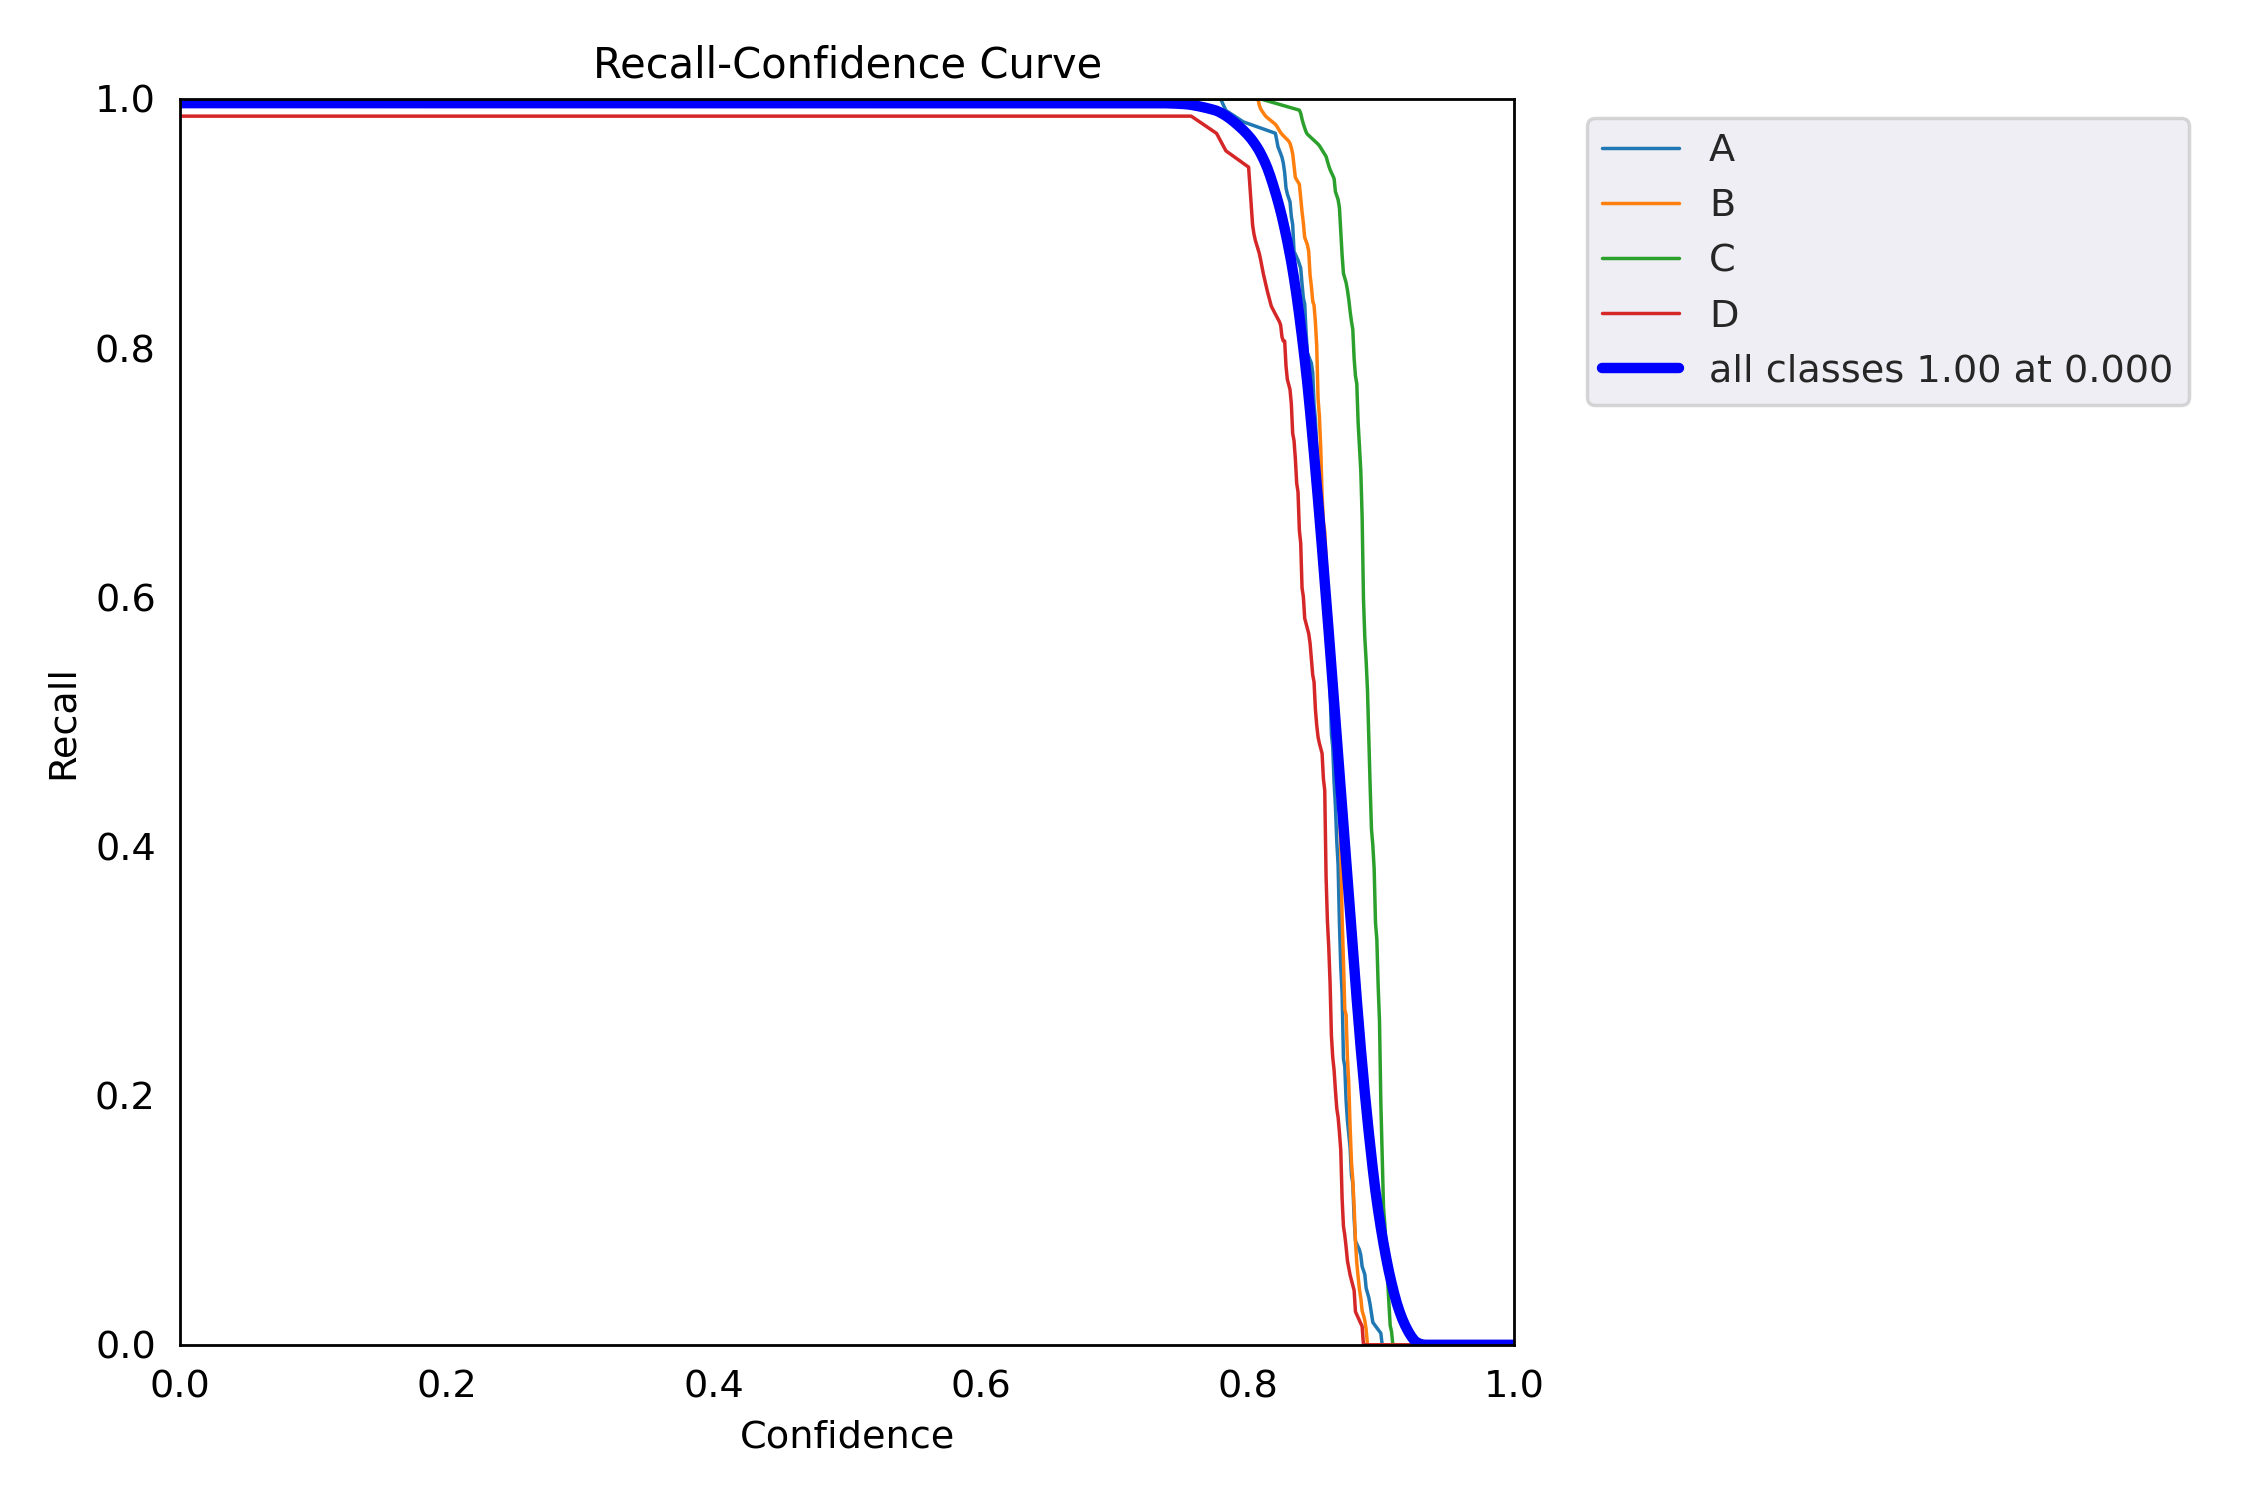 Recall-Confidence Curve
1.0
0.8
0.6
0.4
0.2
0.0
Recall
0.0 0.2 0.4 0.6 0.8 1.0
Confidence
A
B
C
D
all classes 1.00 at 0.000